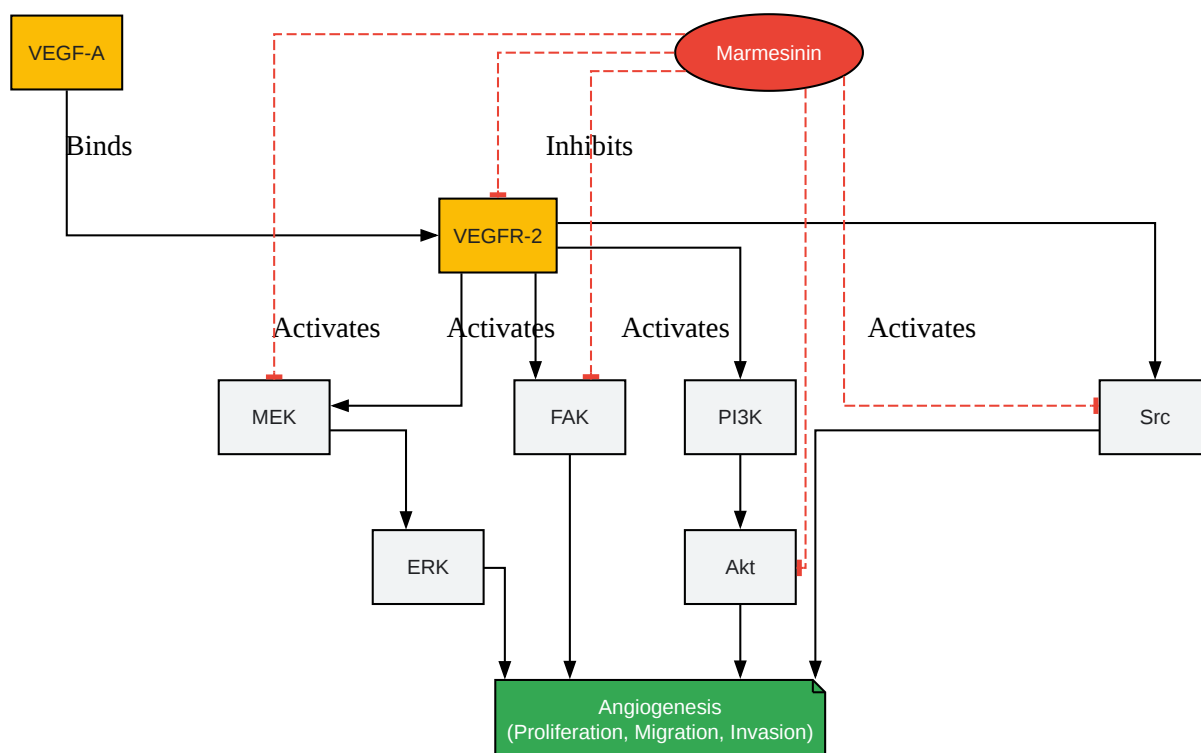 VEGF-A
Marmesinin
Binds
Inhibits
VEGFR-2
Activates
Activates
Activates
Activates
MEK
FAK
PI3K
Src
ERK
Akt
Angiogenesis
(Proliferation, Migration, Invasion)